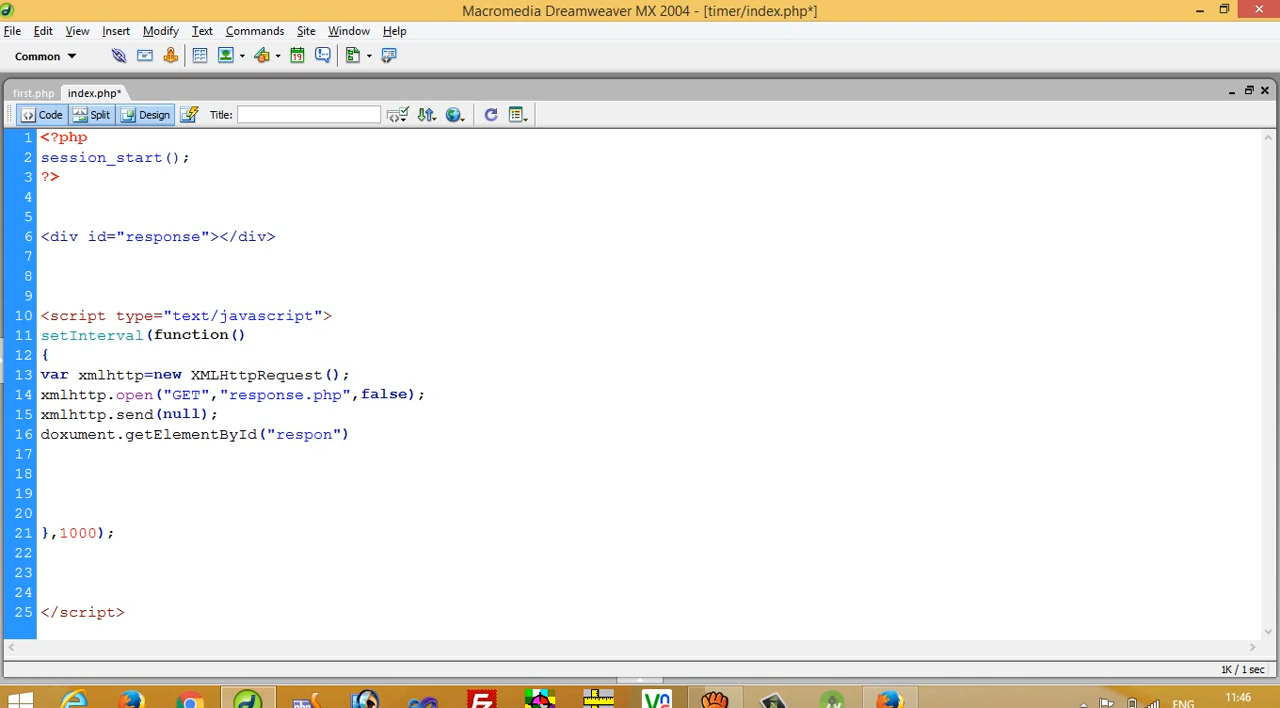 Macromedia Dreamweaver MX 2004 - [timer/index.php*]
File Edit View Insert Modify Text Commands Site Window Help
Common
first.php index.php*
Code Split Design Title:
1 <?php
2 session_start();
3 ?>
4
5
6 <div id="response"></div>
7
8
9
10 <script type="text/javascript">
11 setInterval(function()
12 {
13 var xmlhttp=new XMLHttpRequest();
14 xmlhttp.open("GET","response.php",false);
15 xmlhttp.send(null);
16 doxument.getElementById("respon")
17
18
19
20
21 },1000);
22
23
24
25 </script>
1K / 1 sec
11:46
ENG